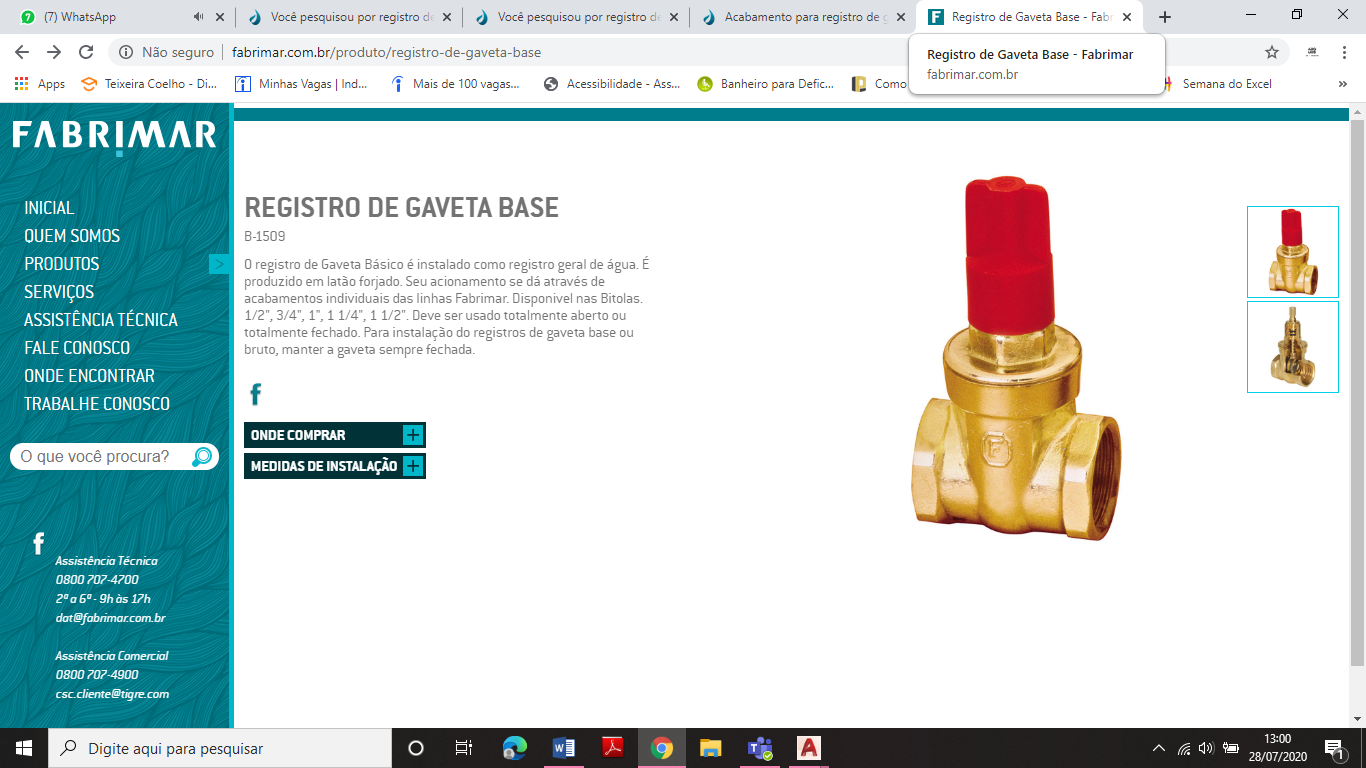 (7) WhatsApp
Você pesquisou por registro de
Você pesquisou por registro de
Acabamento para registro de g
Registro de Gaveta Base - Fabr
Não seguro | fabrimar.com.br/produto/registro-de-gaveta-base
Registro de Gaveta Base - Fabrimar
fabrimar.com.br
Apps
Teixeira Coelho - Di...
Minhas Vagas | Ind...
Mais de 100 vagas...
Acessibilidade - Ass...
Banheiro para Defic...
Como
Semana do Excel
FABRIMAR
INICIAL
QUEM SOMOS
PRODUTOS >
SERVIÇOS
ASSISTÊNCIA TÉCNICA
FALE CONOSCO
ONDE ENCONTRAR
TRABALHE CONOSCO
O que você procura?
Assistência Técnica
0800 707-4700
2ª a 6ª - 9h às 17h
dat@fabrimar.com.br
Assistência Comercial
0800 707-4900
csc.cliente@tigre.com
REGISTRO DE GAVETA BASE
B-1509
O registro de Gaveta Básico é instalado como registro geral de água. É
produzido em latão forjado. Seu acionamento se dá através de
acabamentos individuais das linhas Fabrimar. Disponivel nas Bitolas.
1/2", 3/4", 1", 1 1/4", 1 1/2". Deve ser usado totalmente aberto ou
totalmente fechado. Para instalação do registros de gaveta base ou
bruto, manter a gaveta sempre fechada.
ONDE COMPRAR +
MEDIDAS DE INSTALAÇÃO +
F
Digite aqui para pesquisar
13:00
28/07/2020
1